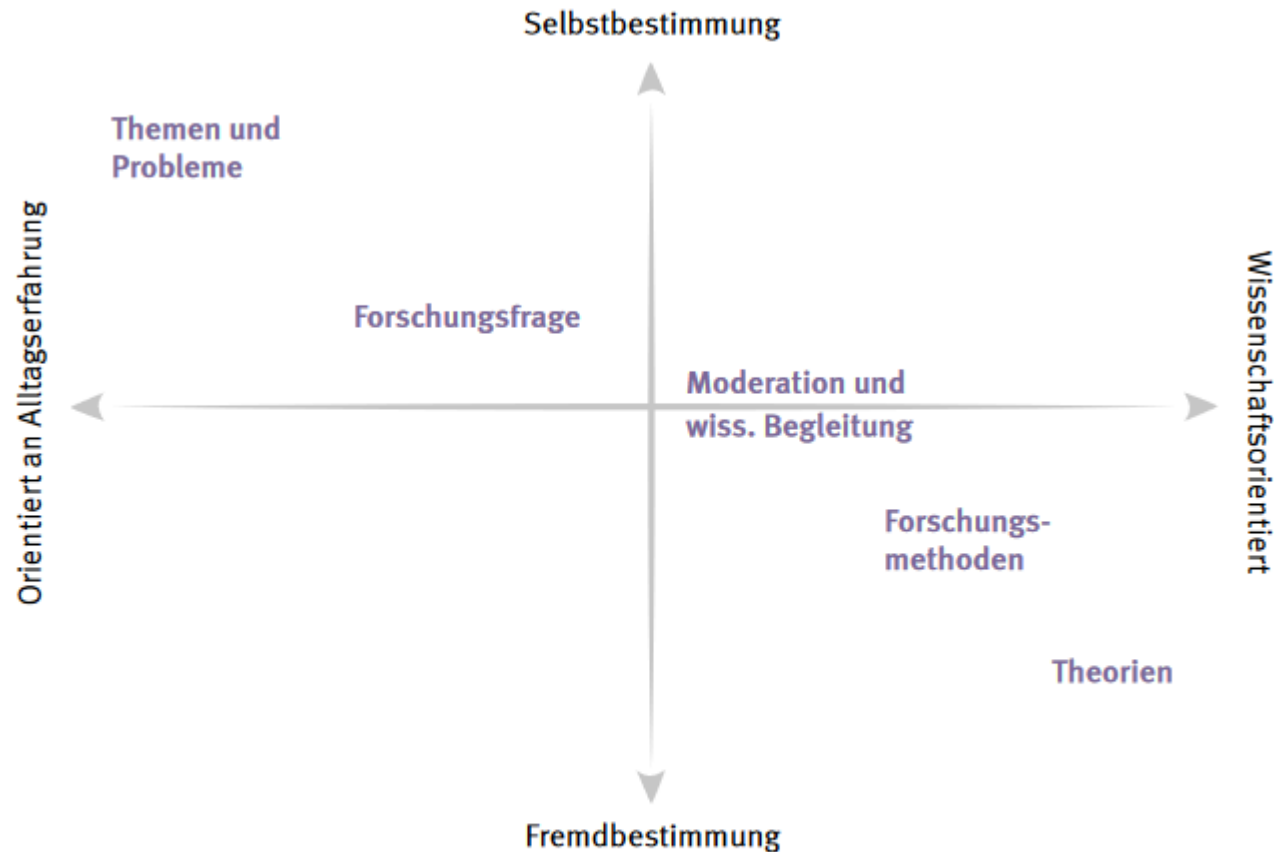 Selbstbestimmung
Themen und
Probleme
Orientiert an Alltagserfahrung
Forschungsfrage
Moderation und
wiss. Begleitung
Wissenschaftsorientiert
Forschungs-
methoden
Theorien
Fremdbestimmung